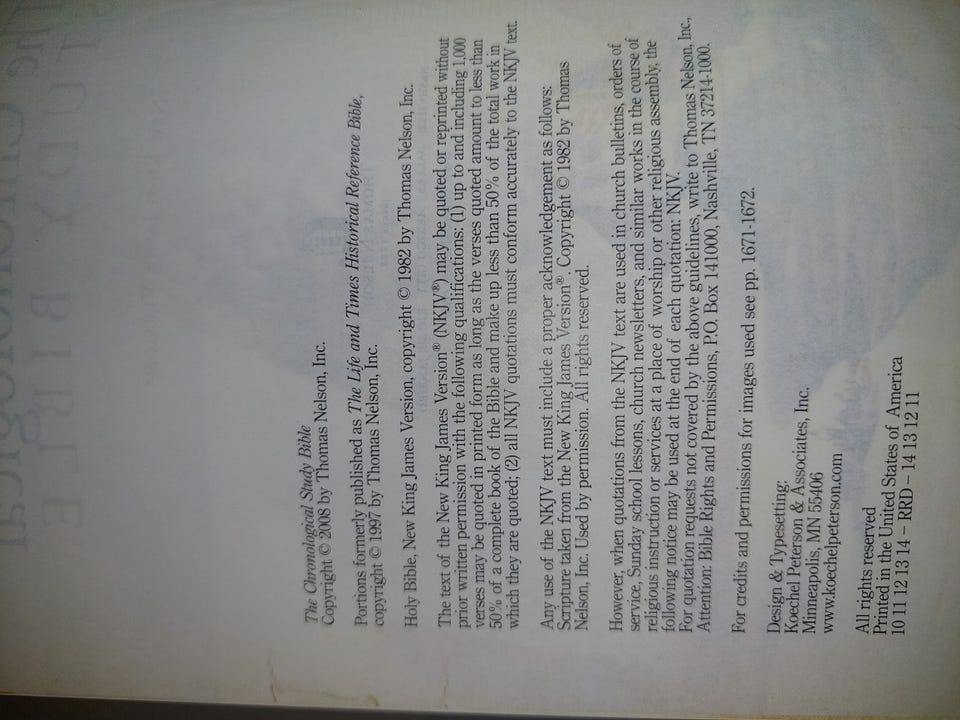 The Chronological Study Bible
Copyright © 2008 by Thomas Nelson, Inc.
Portions formerly published as The Life and Times Historical Reference Bible,
copyright © 1997 by Thomas Nelson, Inc.
Holy Bible, New King James Version, copyright © 1982 by Thomas Nelson, Inc.
The text of the New King James Version® (NKJV®) may be quoted or reprinted without
prior written permission with the following qualifications: (1) up to and including 1,000
verses may be quoted in printed form as long as the verses quoted amount to less than
50% of a complete book of the Bible and make up less than 50% of the total work in
which they are quoted; (2) all NKJV quotations must conform accurately to the NKJV text.
Any use of the NKJV text must include a proper acknowledgement as follows:
Scripture taken from the New King James Version®. Copyright © 1982 by Thomas
Nelson, Inc. Used by permission. All rights reserved.
However, when quotations from the NKJV text are used in church bulletins, orders of
service, Sunday school lessons, church newsletters, and similar works in the course of
religious instruction or services at a place of worship or other religious assembly, the
following notice may be used at the end of each quotation: NKJV.
For quotation requests not covered by the above guidelines, write to Thomas Nelson, Inc.,
Attention: Bible Rights and Permissions, P.O. Box 141000, Nashville, TN 37214-1000.
For credits and permissions for images used see pp. 1671-1672.
Design & Typesetting:
Koechel Peterson & Associates, Inc.
Minneapolis, MN 55406
www.koechelpeterson.com
All rights reserved
Printed in the United States of America
10 11 12 13 14 – RRD – 14 13 12 11